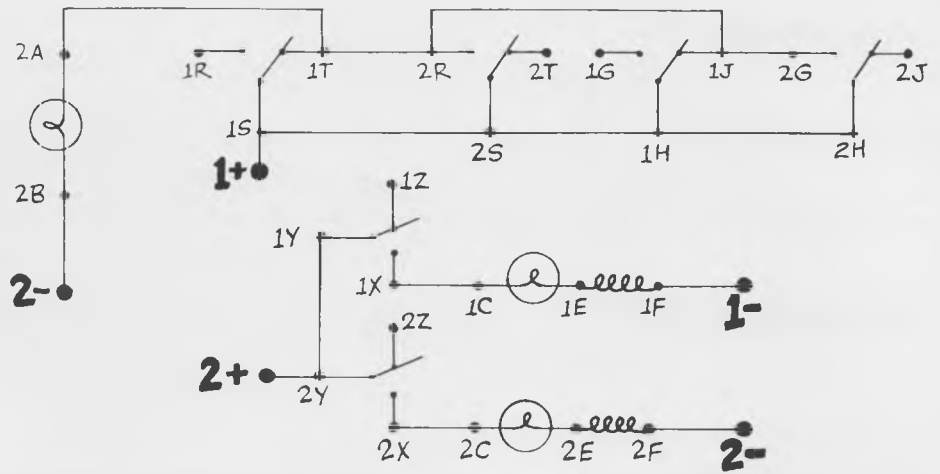 2A
1R 1T 2R 2T 1G 1J 2G 2J
1S 2S 1H 2H
1+
2B
1Z
1Y
2-
1X 1C 1E 1F 1-
2Z
2+
2Y
2X 2C 2E 2F 2-